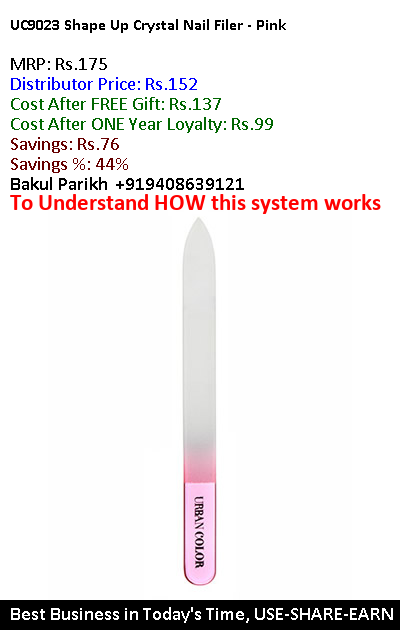 UC9023 Shape Up Crystal Nail Filer - Pink
MRP: Rs.175
Distributor Price: Rs.152
Cost After FREE Gift: Rs.137
Cost After ONE Year Loyalty: Rs.99
Savings: Rs.76
Savings %: 44%
Bakul Parikh +919408639121
To Understand HOW this system works
URBAN COLOR
Best Business in Today's Time, USE-SHARE-EARN